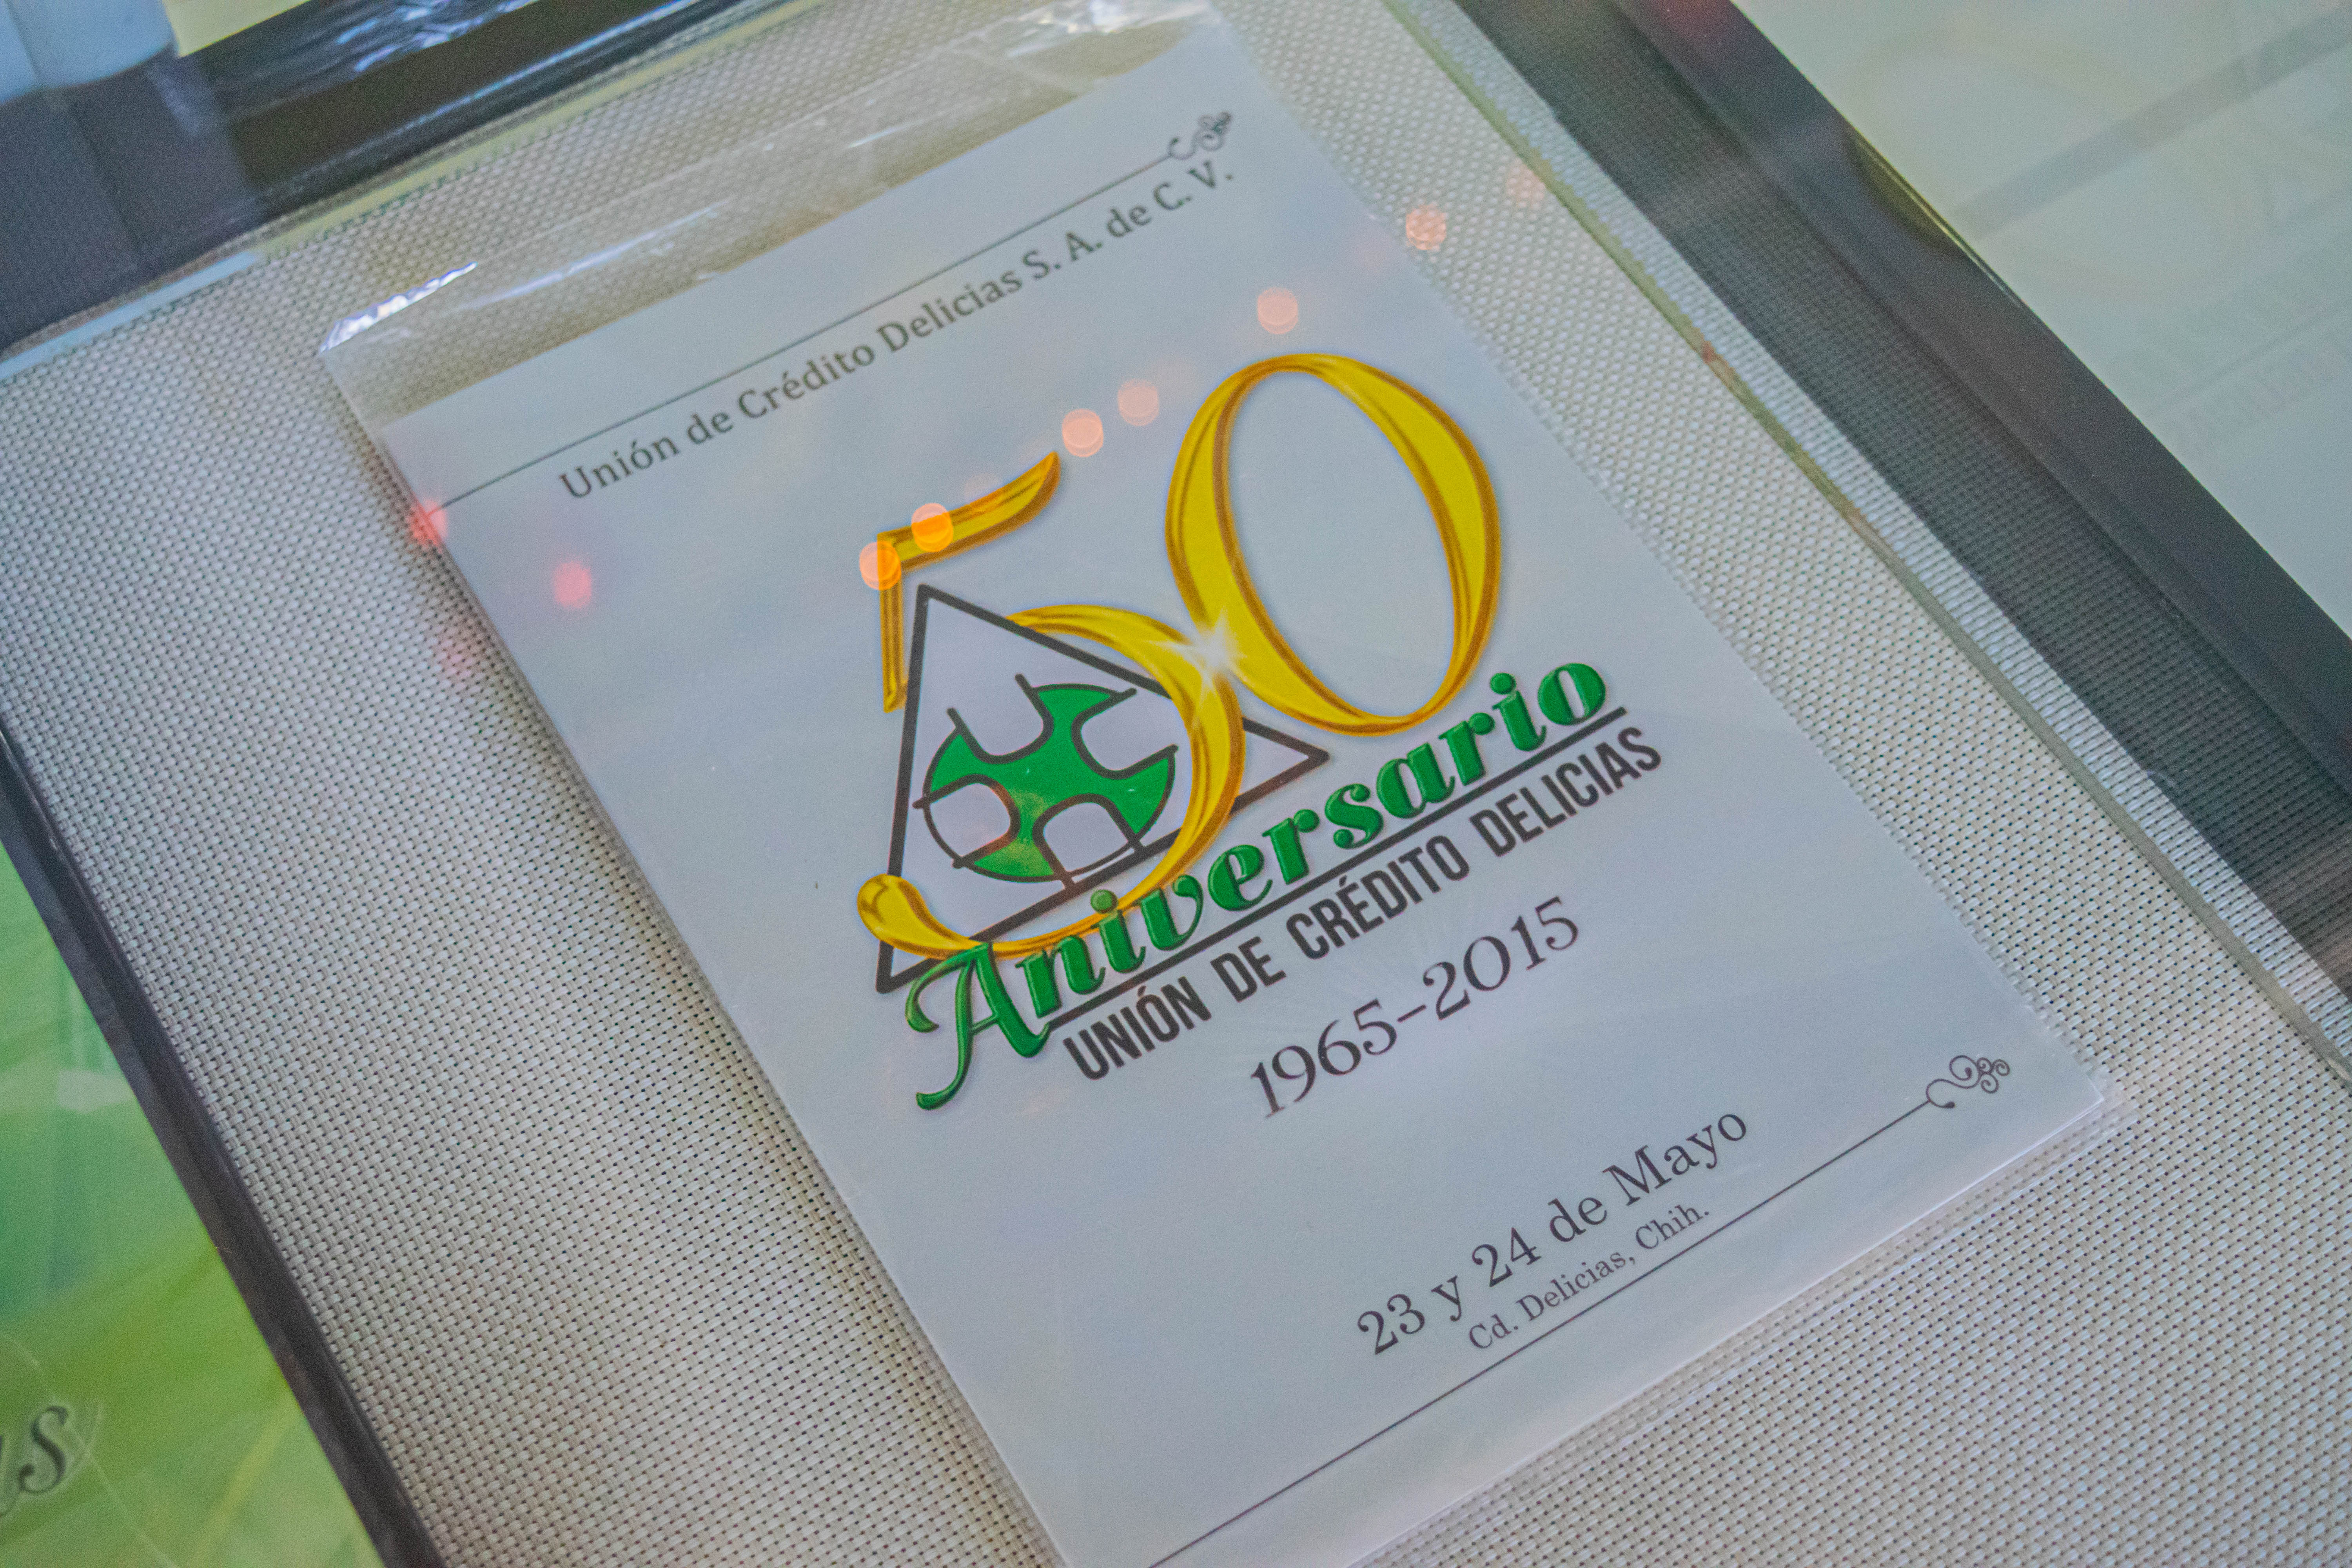 Unión de Crédito Delicias S. A. de C. V.
50
Aniversario
UNIÓN DE CRÉDITO DELICIAS
1965-2015
23 y 24 de Mayo
Cd. Delicias, Chih.